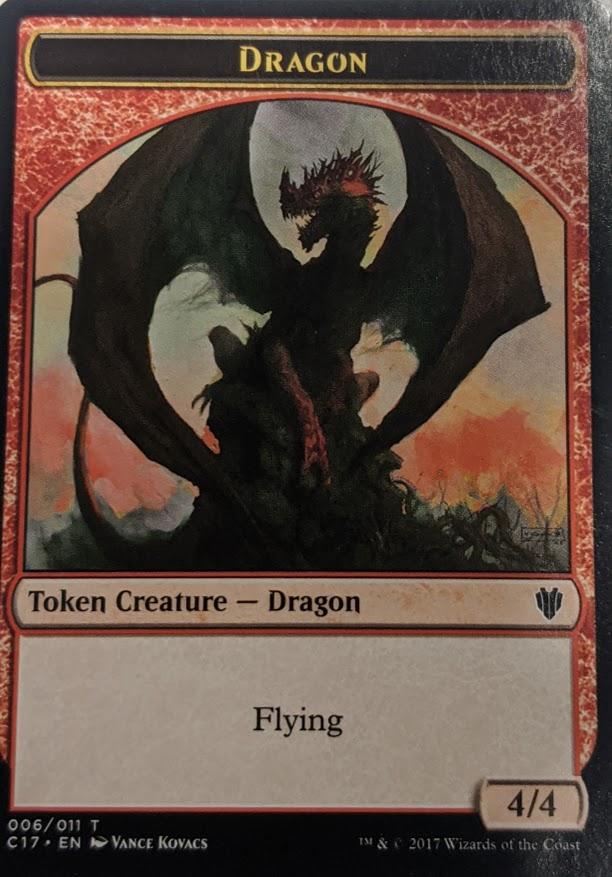 Dragon
Token Creature — Dragon
Flying
4/4
006/011 T
C17 • EN Vance Kovacs
™ & © 2017 Wizards of the Coast